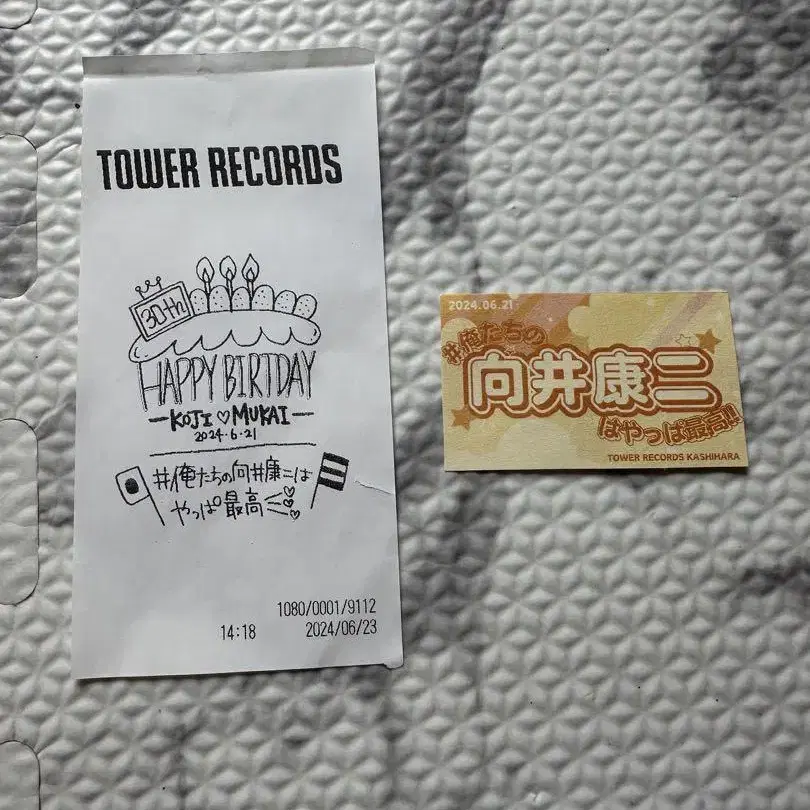 TOWER RECORDS
30th
HAPPY BIRTDAY
KOJI♡MUKAI
2024.6.21
#俺たちの向井康二は
やっぱ最高
1080/0001/9112
14:18 2024/06/23
2024.06.21
#俺たちの
向井康二
はやっぱ最高!!
TOWER RECORDS KASHIHARA